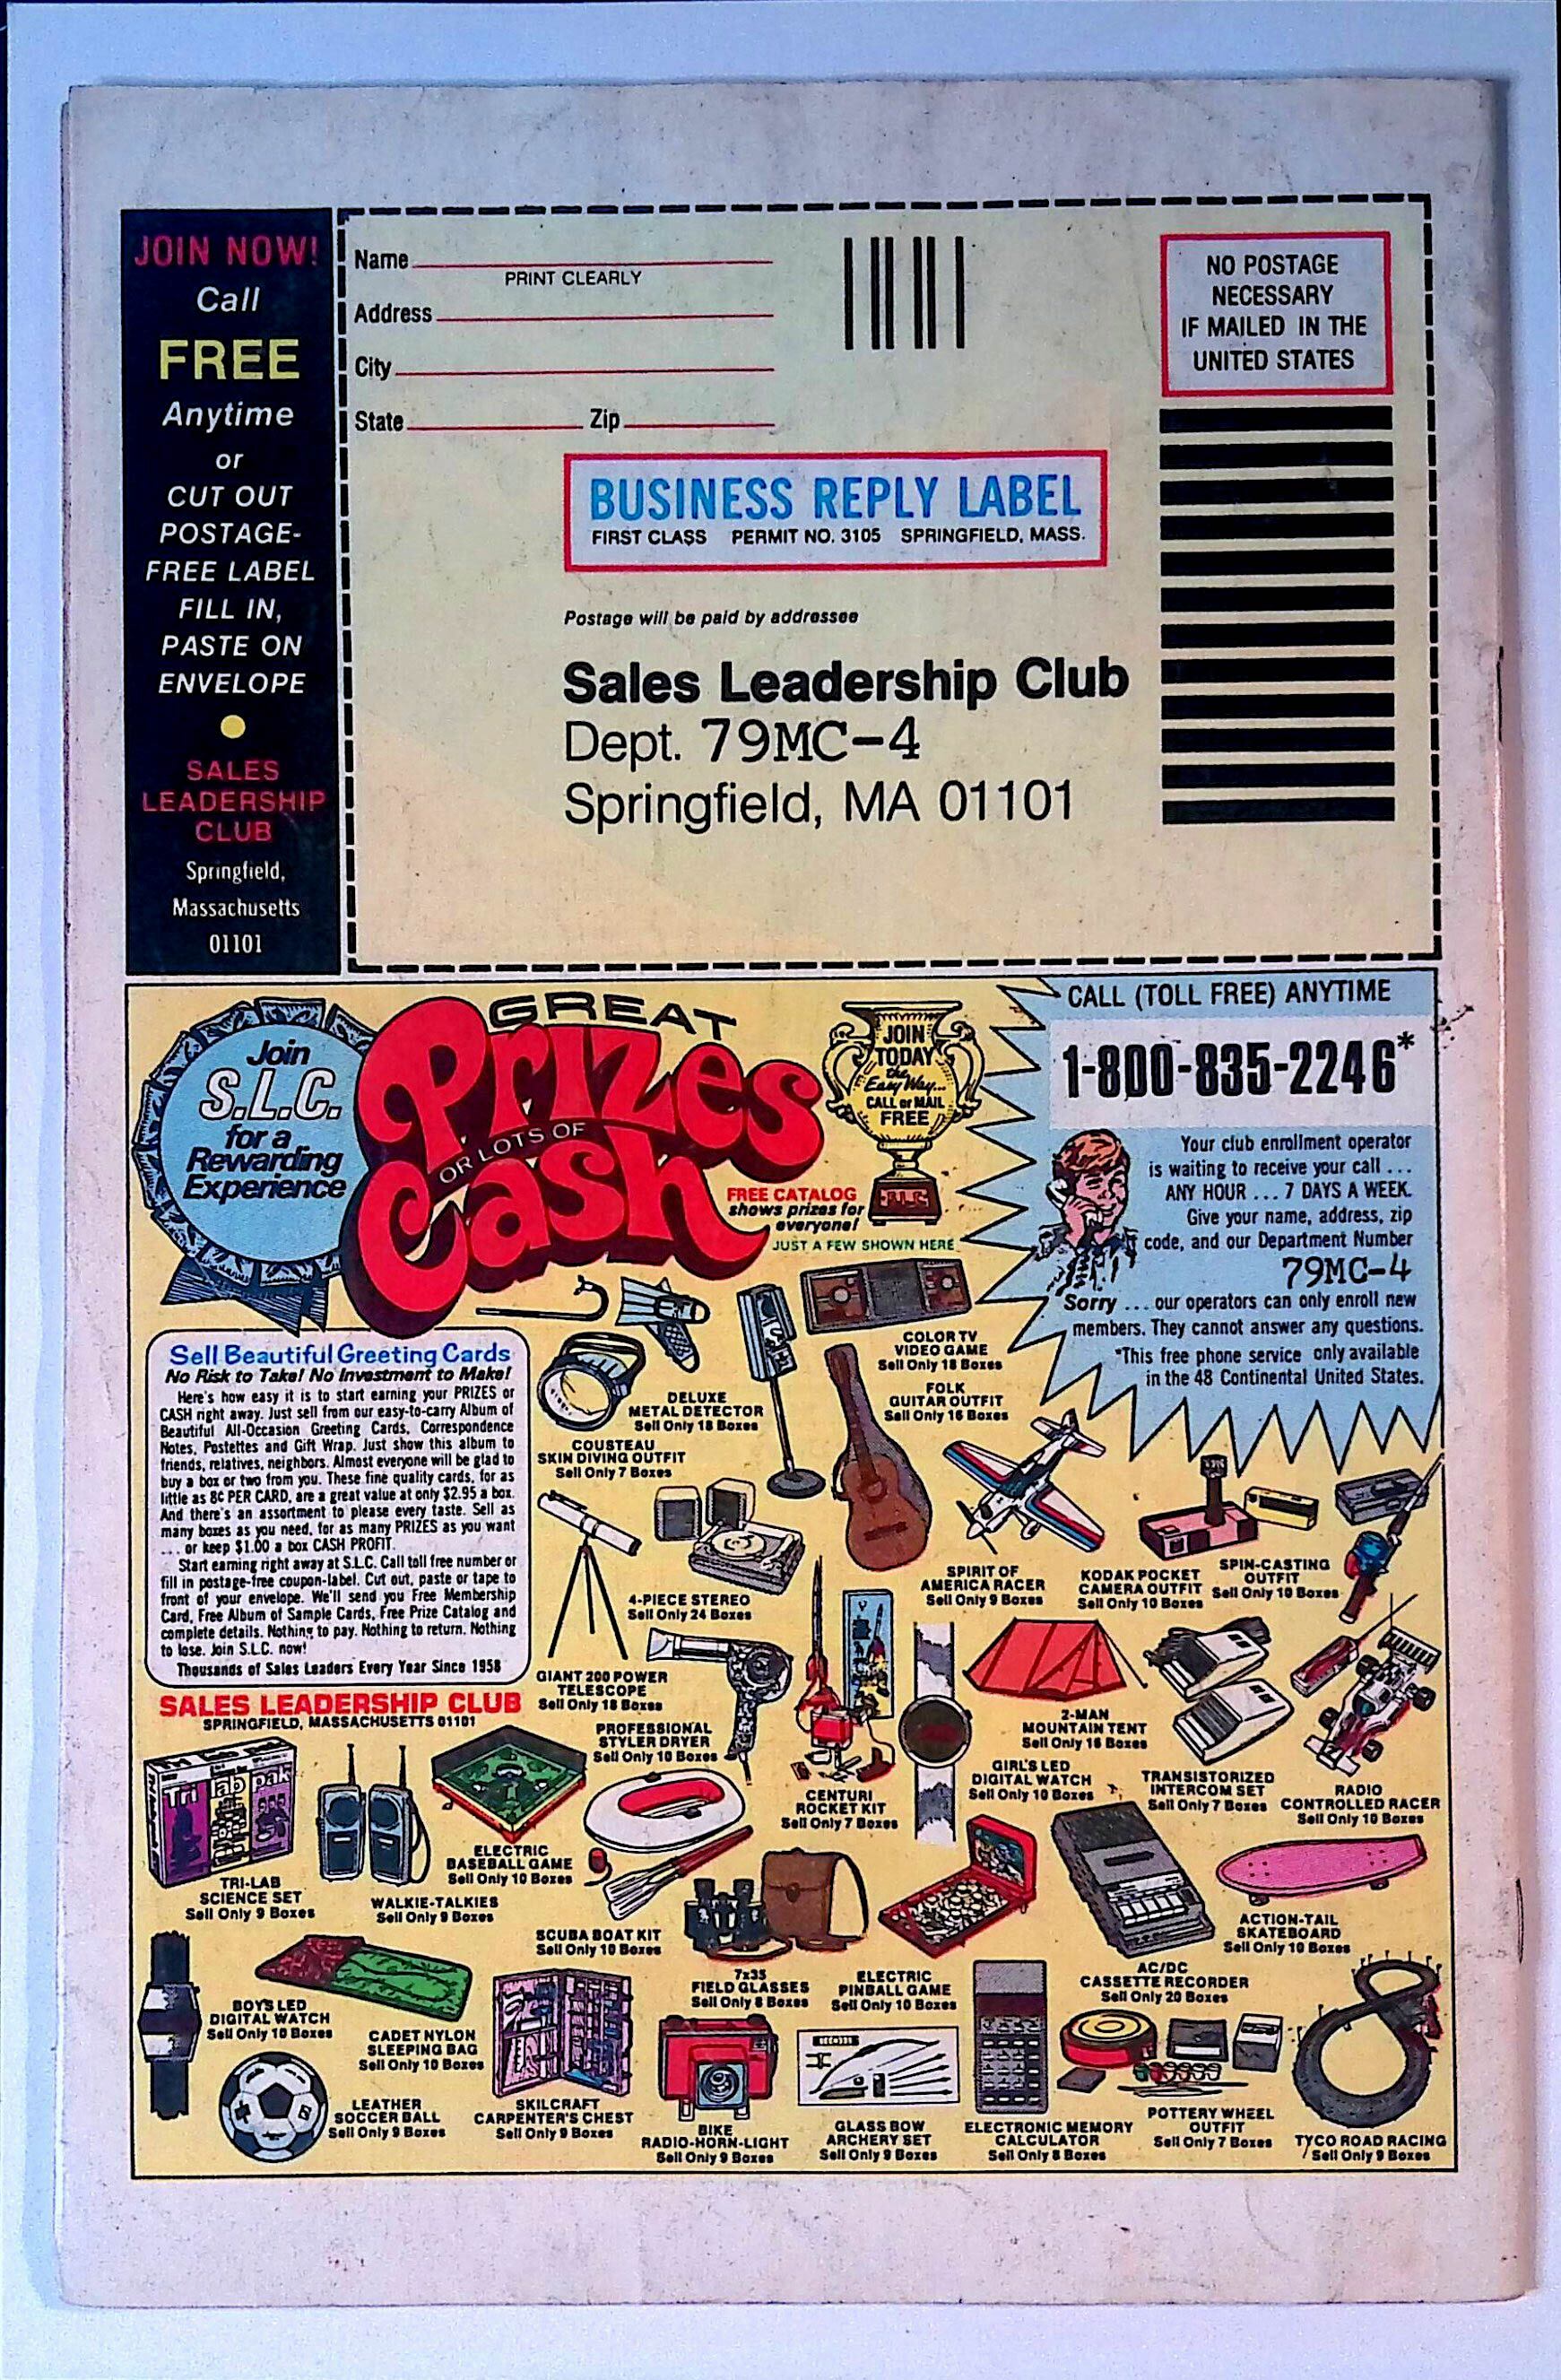 JOIN NOW!
Call
FREE
Anytime
or
CUT OUT
POSTAGE-
FREE LABEL
FILL IN,
PASTE ON
ENVELOPE
SALES
LEADERSHIP
CLUB
Springfield,
Massachusetts
01101
Name
PRINT CLEARLY
Address
City
State Zip
NO POSTAGE
NECESSARY
IF MAILED IN THE
UNITED STATES
BUSINESS REPLY LABEL
FIRST CLASS PERMIT NO. 3105 SPRINGFIELD, MASS.
Postage will be paid by addressee
Sales Leadership Club
Dept. 79MC-4
Springfield, MA 01101
Join
S.L.C.
for a
Rewarding
Experience
GREAT
Prizes
OR LOTS OF
Cash
JOIN
TODAY
the
Easy Way...
CALL or MAIL
FREE
S.L.C.
FREE CATALOG
shows prizes for
everyone!
JUST A FEW SHOWN HERE
CALL (TOLL FREE) ANYTIME
1-800-835-2246*
Your club enrollment operator
is waiting to receive your call ...
ANY HOUR ... 7 DAYS A WEEK.
Give your name, address, zip
code, and our Department Number
79MC-4
Sorry ... our operators can only enroll new
members. They cannot answer any questions.
*This free phone service only available
in the 48 Continental United States.
Sell Beautiful Greeting Cards
No Risk to Take! No Investment to Make!
Here's how easy it is to start earning your PRIZES or
CASH right away. Just sell from our easy-to-carry Album of
Beautiful All-Occasion Greeting Cards, Correspondence
Notes, Postettes and Gift Wrap. Just show this album to
friends, relatives, neighbors. Almost everyone will be glad to
buy a box or two from you. These fine quality cards, for as
little as 8¢ PER CARD, are a great value at only $2.95 a box.
And there's an assortment to please every taste. Sell as
many boxes as you need, for as many PRIZES as you want
... or keep $1.00 a box CASH PROFIT.
Start earning right away at S.L.C. Call toll free number or
fill in postage-free coupon-label. Cut out, paste or tape to
front of your envelope. We'll send you Free Membership
Card, Free Album of Sample Cards, Free Prize Catalog and
complete details. Nothing to pay. Nothing to return. Nothing
to lose. Join S.L.C. now!
Thousands of Sales Leaders Every Year Since 1958
SALES LEADERSHIP CLUB
SPRINGFIELD, MASSACHUSETTS 01101
COLOR TV
VIDEO GAME
Sell Only 18 Boxes
DELUXE
METAL DETECTOR
Sell Only 18 Boxes
FOLK
GUITAR OUTFIT
Sell Only 16 Boxes
COUSTEAU
SKIN DIVING OUTFIT
Sell Only 7 Boxes
4-PIECE STEREO
Sell Only 24 Boxes
SPIRIT OF
AMERICA RACER
Sell Only 9 Boxes
KODAK POCKET
CAMERA OUTFIT
Sell Only 10 Boxes
SPIN-CASTING
OUTFIT
Sell Only 10 Boxes
GIANT 200 POWER
TELESCOPE
Sell Only 18 Boxes
PROFESSIONAL
STYLER DRYER
Sell Only 10 Boxes
CENTURI
ROCKET KIT
Sell Only 7 Boxes
2-MAN
MOUNTAIN TENT
Sell Only 16 Boxes
GIRL'S LED
DIGITAL WATCH
Sell Only 10 Boxes
TRANSISTORIZED
INTERCOM SET
Sell Only 7 Boxes
RADIO
CONTROLLED RACER
Sell Only 18 Boxes
Tri lab pak
TRI-LAB
SCIENCE SET
Sell Only 9 Boxes
WALKIE-TALKIES
Sell Only 9 Boxes
ELECTRIC
BASEBALL GAME
Sell Only 10 Boxes
SCUBA BOAT KIT
Sell Only 10 Boxes
7x35
FIELD GLASSES
Sell Only 8 Boxes
ELECTRIC
PINBALL GAME
Sell Only 10 Boxes
AC/DC
CASSETTE RECORDER
Sell Only 20 Boxes
ACTION-TAIL
SKATEBOARD
Sell Only 10 Boxes
BOY'S LED
DIGITAL WATCH
Sell Only 10 Boxes
CADET NYLON
SLEEPING BAG
Sell Only 10 Boxes
LEATHER
SOCCER BALL
Sell Only 9 Boxes
SKILCRAFT
CARPENTER'S CHEST
Sell Only 9 Boxes
BIKE
RADIO-HORN-LIGHT
Sell Only 9 Boxes
GLASS BOW
ARCHERY SET
Sell Only 9 Boxes
ELECTRONIC MEMORY
CALCULATOR
Sell Only 8 Boxes
POTTERY WHEEL
OUTFIT
Sell Only 7 Boxes
TYCO ROAD RACING
Sell Only 9 Boxes